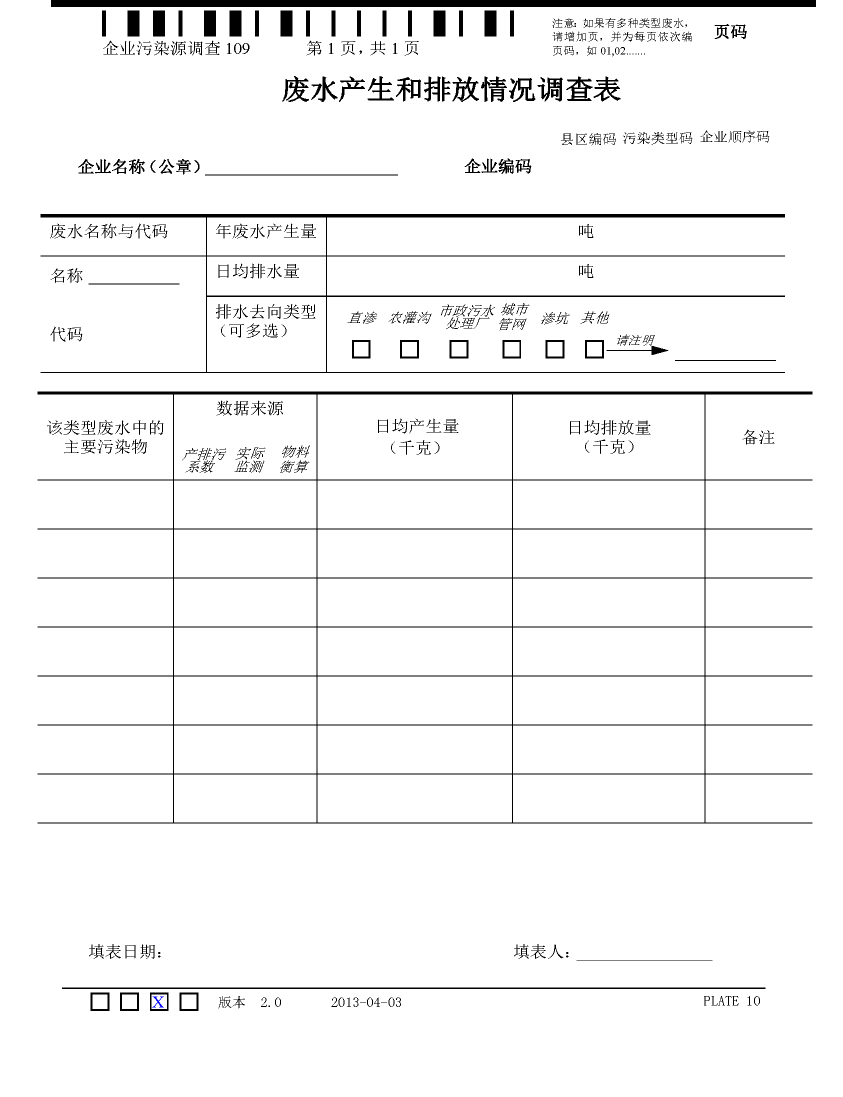 注意: 如果有多种类型废水,
请增加页，并为每页依次编
页码，如 01,02.......
页码
企业污染源调查 109
第 1 页, 共 1 页
废水产生和排放情况调查表
县区编码 污染类型码 企业顺序码
企业名称（公章）
企业编码
废水名称与代码
年废水产生量
吨
名称
日均排水量
吨
代码
排水去向类型
（可多选）
直渗
农灌沟
市政污水
处理厂
城市
管网
渗坑
其他
请注明
该类型废水中的
主要污染物
数据来源
产排污
系数
实际
监测
物料
衡算
日均产生量
（千克）
日均排放量
（千克）
备注
填表日期:
填表人:
X
版本 2.0
2013-04-03
PLATE 10